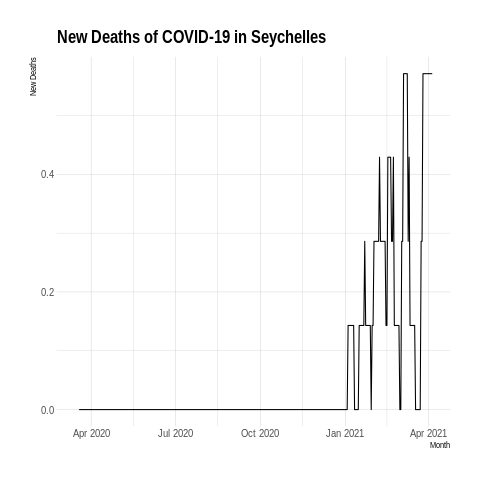 New Deaths of COVID-19 in Seychelles
New Deaths
0.4
0.2
0.0
Apr 2020 Jul 2020 Oct 2020 Jan 2021 Apr 2021
Month